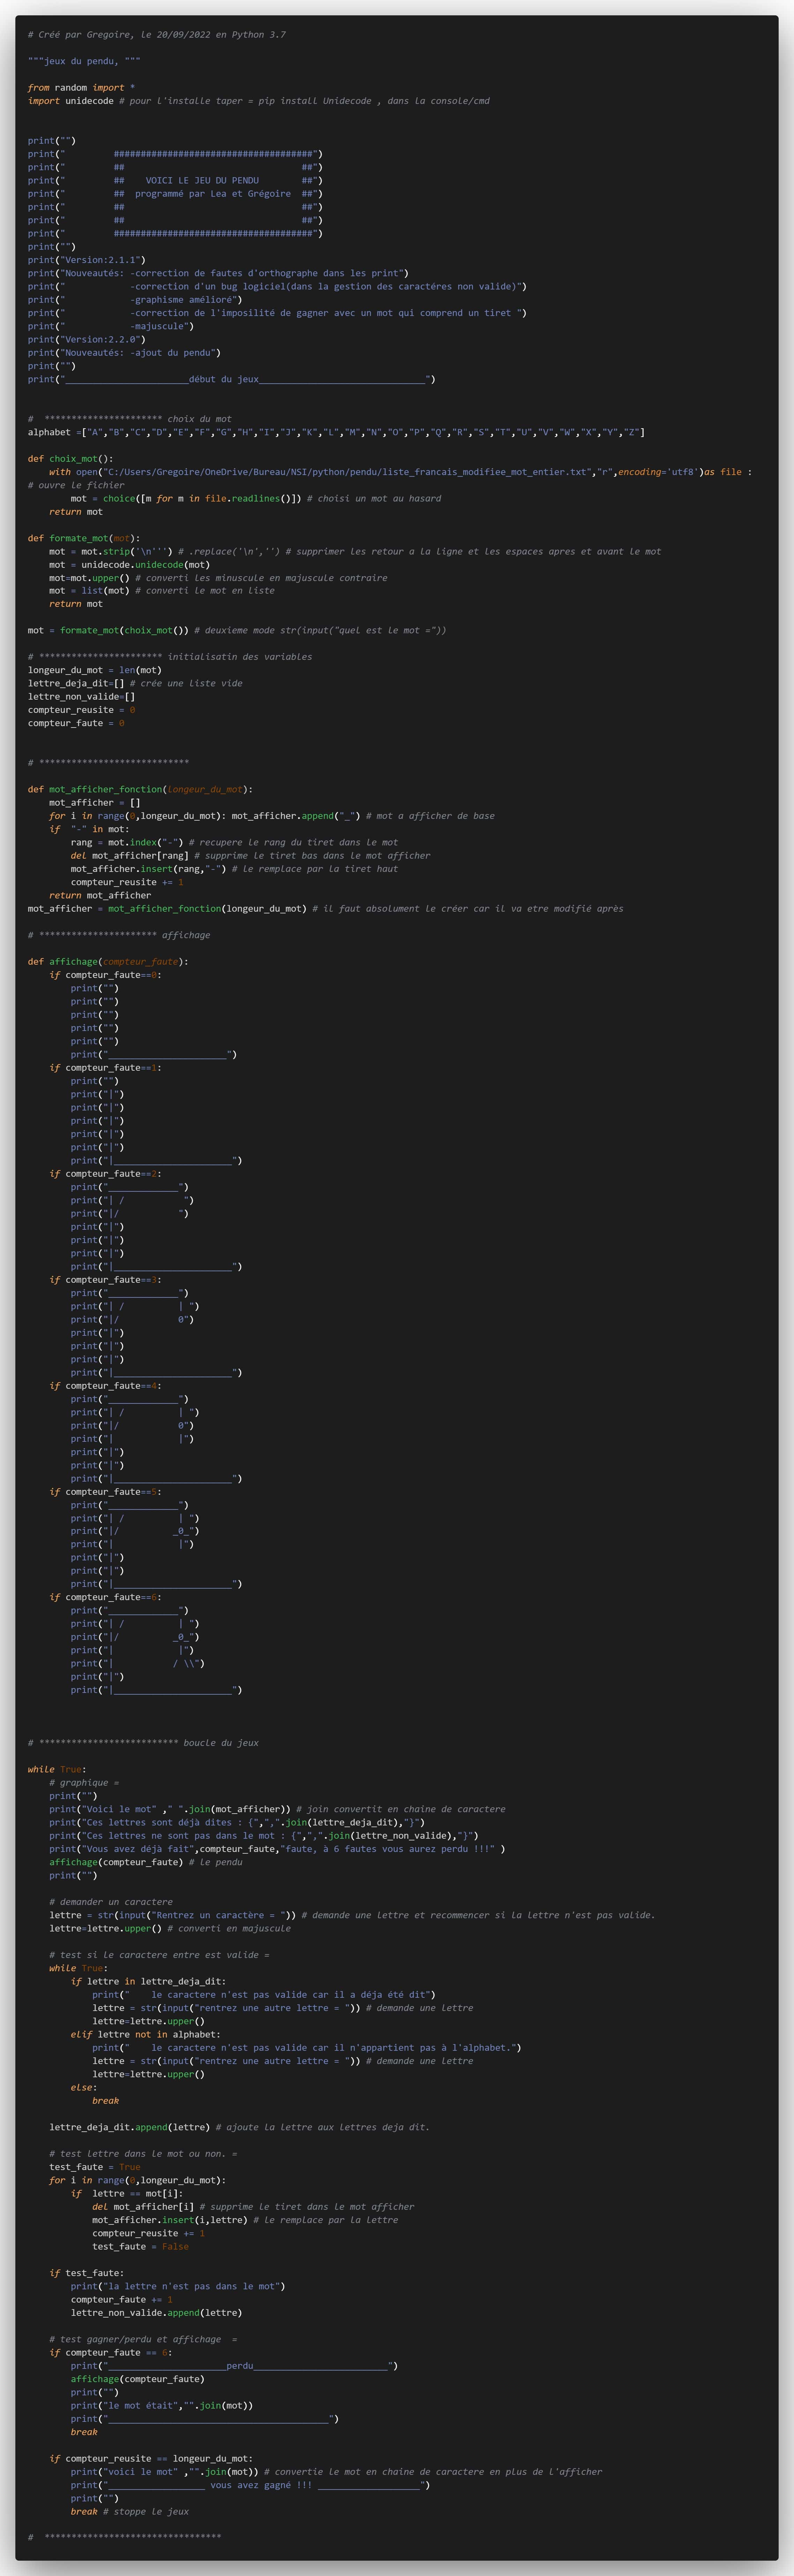 # Créé par Gregoire, le 20/09/2022 en Python 3.7
"""jeux du pendu, """
from random import *
import unidecode # pour l'installe taper = pip install Unidecode , dans la console/cmd
print("")
print("         #####################################")
print("         ##                                 ##")
print("         ##    VOICI LE JEU DU PENDU        ##")
print("         ##  programmé par Lea et Grégoire  ##")
print("         ##                                 ##")
print("         ##                                 ##")
print("         #####################################")
print("")
print("Version:2.1.1")
print("Nouveautés: -correction de fautes d'orthographe dans les print")
print("            -correction d'un bug logiciel(dans la gestion des caractéres non valide)")
print("            -graphisme amélioré")
print("            -correction de l'imposilité de gagner avec un mot qui comprend un tiret ")
print("            -majuscule")
print("Version:2.2.0")
print("Nouveautés: -ajout du pendu")
print("")
print("_______________________début du jeux_______________________________")
#  ********************** choix du mot
alphabet =["A","B","C","D","E","F","G","H","I","J","K","L","M","N","O","P","Q","R","S","T","U","V","W","X","Y","Z"]
def choix_mot():
    with open("C:/Users/Gregoire/OneDrive/Bureau/NSI/python/pendu/liste_francais_modifiee_mot_entier.txt","r",encoding='utf8')as file :
# ouvre le fichier
        mot = choice([m for m in file.readlines()]) # choisi un mot au hasard
    return mot
def formate_mot(mot):
    mot = mot.strip('\n''') # .replace('\n','') # supprimer les retour a la ligne et les espaces apres et avant le mot
    mot = unidecode.unidecode(mot)
    mot=mot.upper() # converti les minuscule en majuscule contraire
    mot = list(mot) # converti le mot en liste
    return mot
mot = formate_mot(choix_mot()) # deuxieme mode str(input("quel est le mot ="))
# *********************** initialisatin des variables
longeur_du_mot = len(mot)
lettre_deja_dit=[] # crée une liste vide
lettre_non_valide=[]
compteur_reusite = 0
compteur_faute = 0
# ****************************
def mot_afficher_fonction(longeur_du_mot):
    mot_afficher = []
    for i in range(0,longeur_du_mot): mot_afficher.append("_") # mot a afficher de base
    if  "-" in mot:
        rang = mot.index("-") # recupere le rang du tiret dans le mot
        del mot_afficher[rang] # supprime le tiret bas dans le mot afficher
        mot_afficher.insert(rang,"-") # le remplace par la tiret haut
        compteur_reusite += 1
    return mot_afficher
mot_afficher = mot_afficher_fonction(longeur_du_mot) # il faut absolument le créer car il va etre modifié après
# ********************** affichage
def affichage(compteur_faute):
    if compteur_faute==0:
        print("")
        print("")
        print("")
        print("")
        print("")
        print("______________________")
    if compteur_faute==1:
        print("")
        print("|")
        print("|")
        print("|")
        print("|")
        print("|")
        print("|______________________")
    if compteur_faute==2:
        print("_____________")
        print("| /           ")
        print("|/           ")
        print("|")
        print("|")
        print("|")
        print("|______________________")
    if compteur_faute==3:
        print("_____________")
        print("| /          | ")
        print("|/           0")
        print("|")
        print("|")
        print("|")
        print("|______________________")
    if compteur_faute==4:
        print("_____________")
        print("| /          | ")
        print("|/           0")
        print("|            |")
        print("|")
        print("|")
        print("|______________________")
    if compteur_faute==5:
        print("_____________")
        print("| /          | ")
        print("|/          _0_")
        print("|            |")
        print("|")
        print("|")
        print("|______________________")
    if compteur_faute==6:
        print("_____________")
        print("| /          | ")
        print("|/          _0_")
        print("|            |")
        print("|           / \\")
        print("|")
        print("|______________________")
# ************************** boucle du jeux
while True:
    # graphique =
    print("")
    print("Voici le mot" ," ".join(mot_afficher)) # join convertit en chaine de caractere
    print("Ces lettres sont déjà dites : {",",".join(lettre_deja_dit),"}")
    print("Ces lettres ne sont pas dans le mot : {",",".join(lettre_non_valide),"}")
    print("Vous avez déjà fait",compteur_faute,"faute, à 6 fautes vous aurez perdu !!!" )
    affichage(compteur_faute) # le pendu
    print("")
    # demander un caractere
    lettre = str(input("Rentrez un caractère = ")) # demande une lettre et recommencer si la lettre n'est pas valide.
    lettre=lettre.upper() # converti en majuscule
    # test si le caractere entre est valide =
    while True:
        if lettre in lettre_deja_dit:
            print("    le caractere n'est pas valide car il a déja été dit")
            lettre = str(input("rentrez une autre lettre = ")) # demande une lettre
            lettre=lettre.upper()
        elif lettre not in alphabet:
            print("    le caractere n'est pas valide car il n'appartient pas à l'alphabet.")
            lettre = str(input("rentrez une autre lettre = ")) # demande une lettre
            lettre=lettre.upper()
        else:
            break
    lettre_deja_dit.append(lettre) # ajoute la lettre aux lettres deja dit.
    # test lettre dans le mot ou non. =
    test_faute = True
    for i in range(0,longeur_du_mot):
        if  lettre == mot[i]:
            del mot_afficher[i] # supprime le tiret dans le mot afficher
            mot_afficher.insert(i,lettre) # le remplace par la lettre
            compteur_reusite += 1
            test_faute = False
    if test_faute:
        print("la lettre n'est pas dans le mot")
        compteur_faute += 1
        lettre_non_valide.append(lettre)
    # test gagner/perdu et affichage  =
    if compteur_faute == 6:
        print("______________________perdu_________________________")
        affichage(compteur_faute)
        print("")
        print("le mot était","".join(mot))
        print("_________________________________________")
        break
    if compteur_reusite == longeur_du_mot:
        print("voici le mot" ,"".join(mot)) # convertie le mot en chaine de caractere en plus de l'afficher
        print("__________________ vous avez gagné !!! ___________________")
        print("")
        break # stoppe le jeux
#  *********************************